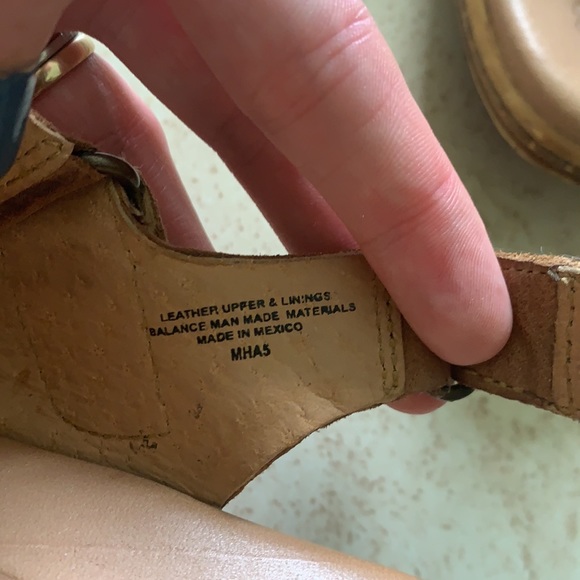 LEATHER UPPER & LININGS
BALANCE MAN MADE MATERIALS
MADE IN MEXICO
MHA5